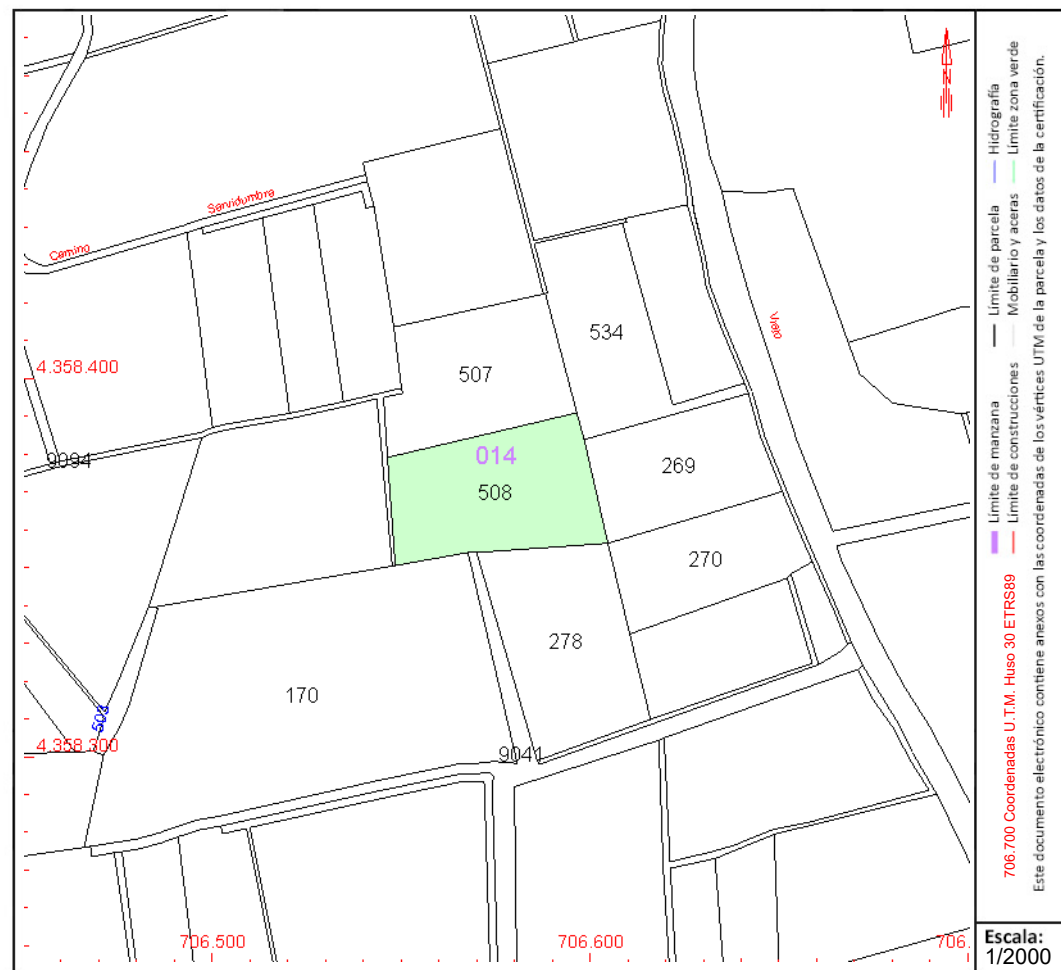 Camino
Servidumbre
Vteio
534
4.358.400
507
014
269
9094
508
270
278
170
503
4.358.300
9041
706.500
706.600
706.
N
Límite de manzana
Límite de parcela
Hidrografía
706.700 Coordenadas U.T.M. Huso 30 ETRS89
Límite de construcciones
Mobiliario y aceras
Límite zona verde
Este documento electrónico contiene anexos con las coordenadas de los vértices UTM de la parcela y los datos de la certificación.
Escala:
1/2000